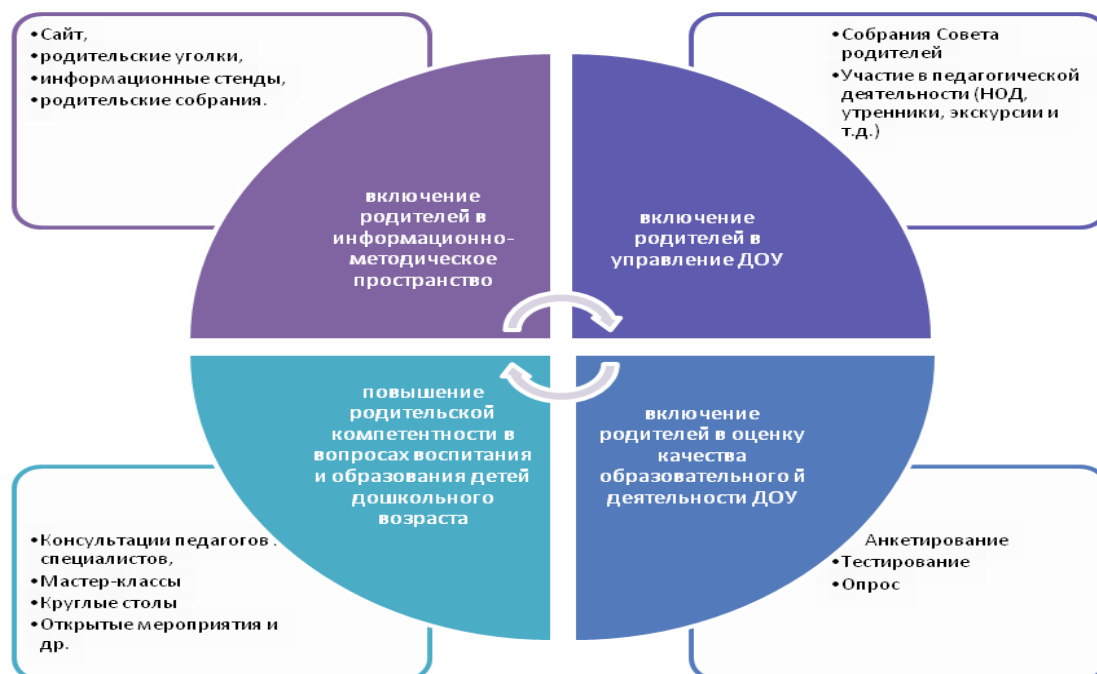 •Сайт,
•родительские уголки,
•информационные стенды,
•родительские собрания.
•Собрания Совета
родителей
•Участие в педагогической
деятельности (НОД,
утренники, экскурсии и
т.д.)
включение
родителей в
информационно-
методическое
пространство
включение
родителей в
управление ДОУ
повышение
родительской
компетентности в
вопросах воспитания
и образования детей
дошкольного
возраста
включение
родителей в оценку
качества
образовательного й
деятельности ДОУ
•Консультации педагогов .
специалистов,
•Мастер-классы
•Круглые столы
•Открытые мероприятия и
др.
Анкетирование
•Тестирование
•Опрос